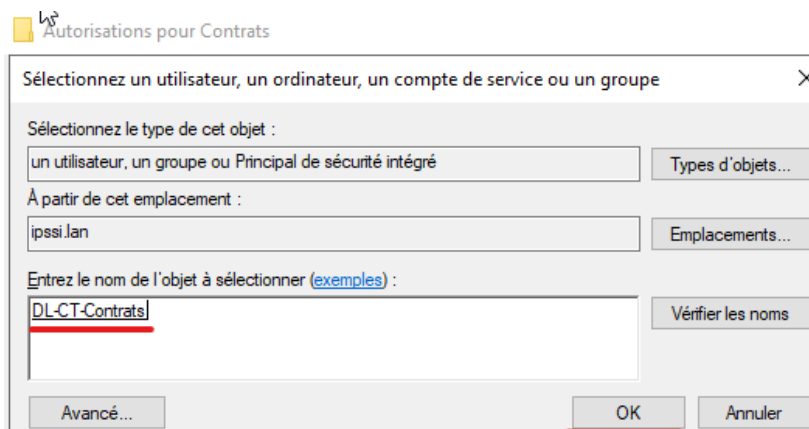 Autorisations pour Contrats
Sélectionnez un utilisateur, un ordinateur, un compte de service ou un groupe
Sélectionnez le type de cet objet :
un utilisateur, un groupe ou Principal de sécurité intégré
Types d'objets...
À partir de cet emplacement :
ipssi.lan
Emplacements...
Entrez le nom de l'objet à sélectionner (exemples) :
DL-CT-Contrats
Vérifier les noms
Avancé...
OK
Annuler